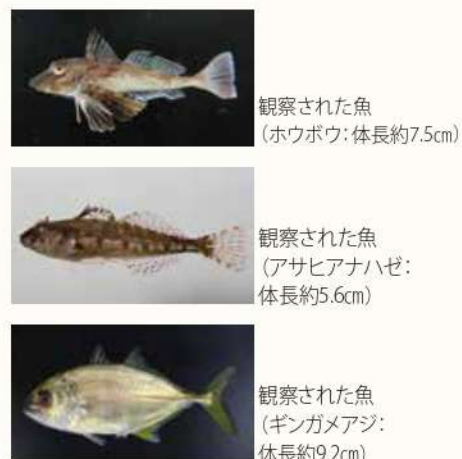 観察された魚
（ホウボウ：体長約7.5cm）
観察された魚
（アサヒアナハゼ：
体長約5.6cm）
観察された魚
（ギンガメアジ：
体長約9.2cm）